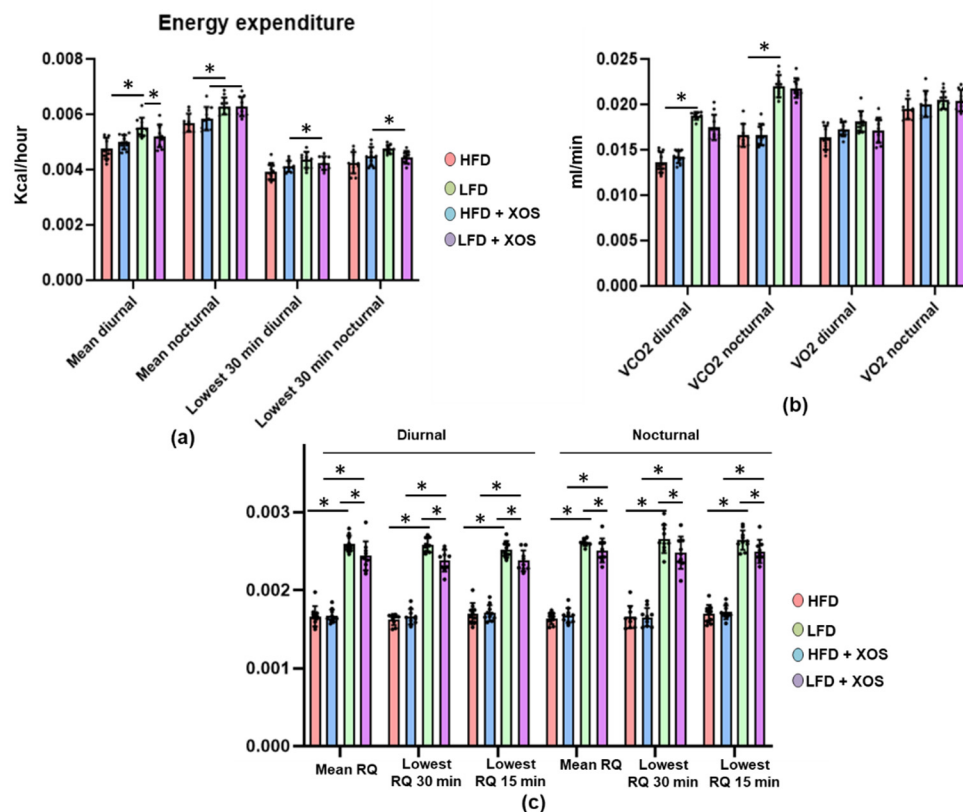 Energy expenditure
*
*
*
*
*
0.008
0.006
0.004
0.002
0.000
Kcal/hour
HFD
LFD
HFD + XOS
LFD + XOS
Mean diurnal
Mean nocturnal
Lowest 30 min diurnal
Lowest 30 min nocturnal
(a)
*
*
0.025
0.020
0.015
0.010
0.005
0.000
ml/min
VCO2 diurnal
VCO2 nocturnal
VO2 diurnal
VO2 nocturnal
(b)
Diurnal
Nocturnal
* * * * * *
* * * * * * * * * * * *
0.003
0.002
0.001
0.000
HFD
LFD
HFD + XOS
LFD + XOS
Mean RQ
Lowest
RQ 30 min
Lowest
RQ 15 min
Mean RQ
Lowest
RQ 30 min
Lowest
RQ 15 min
(c)